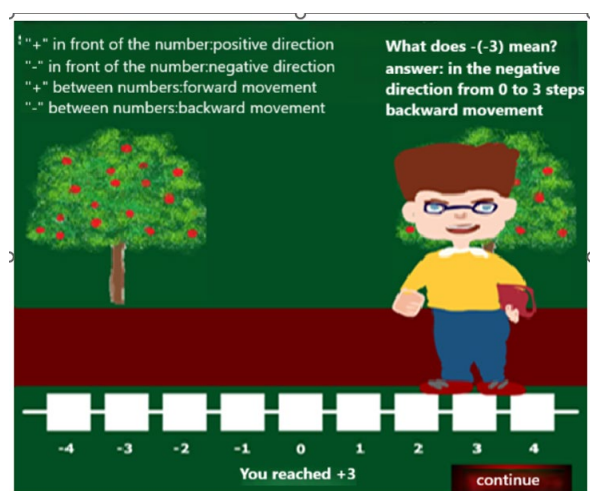 "+" in front of the number:positive direction
"-" in front of the number:negative direction
"+" between numbers:forward movement
"-" between numbers:backward movement
What does -(-3) mean?
answer: in the negative
direction from 0 to 3 steps
backward movement
-4 -3 -2 -1 0 1 2 3 4
You reached +3
continue